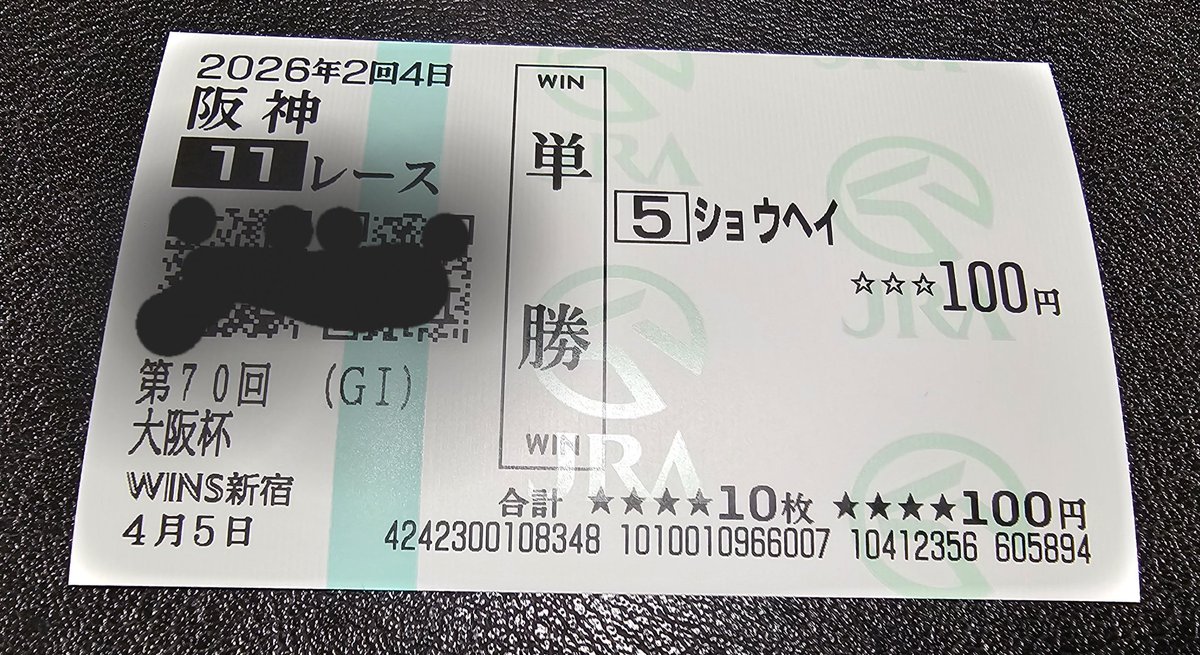 2026年2回4日
阪神
11レース
第70回 (GI)
大阪杯
WINS新宿
4月5日
WIN
単勝
WIN
5 ショウヘイ
☆☆☆100円
合計 ★★★★10枚 ★★★★100円
4242300108348 1010010966007 10412356 605894
JRA
JRA
JRA